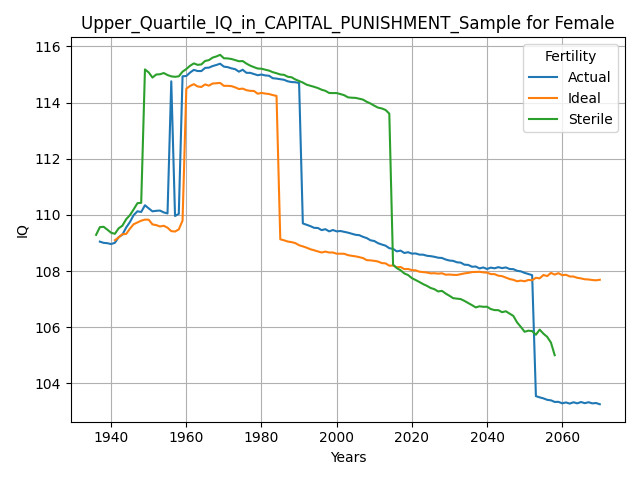 Upper_Quartile_IQ_in_CAPITAL_PUNISHMENT_Sample for Female
Fertility
Actual
Ideal
Sterile
116
114
112
110
108
106
104
IQ
1940
1960
1980
2000
2020
2040
2060
Years